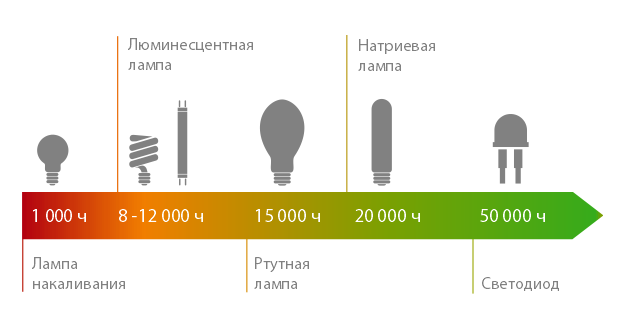 Люминесцентная
лампа
Натриевая
лампа
1 000 ч
8 -12 000 ч
15 000 ч
20 000 ч
50 000 ч
Лампа
накаливания
Ртутная
лампа
Светодиод